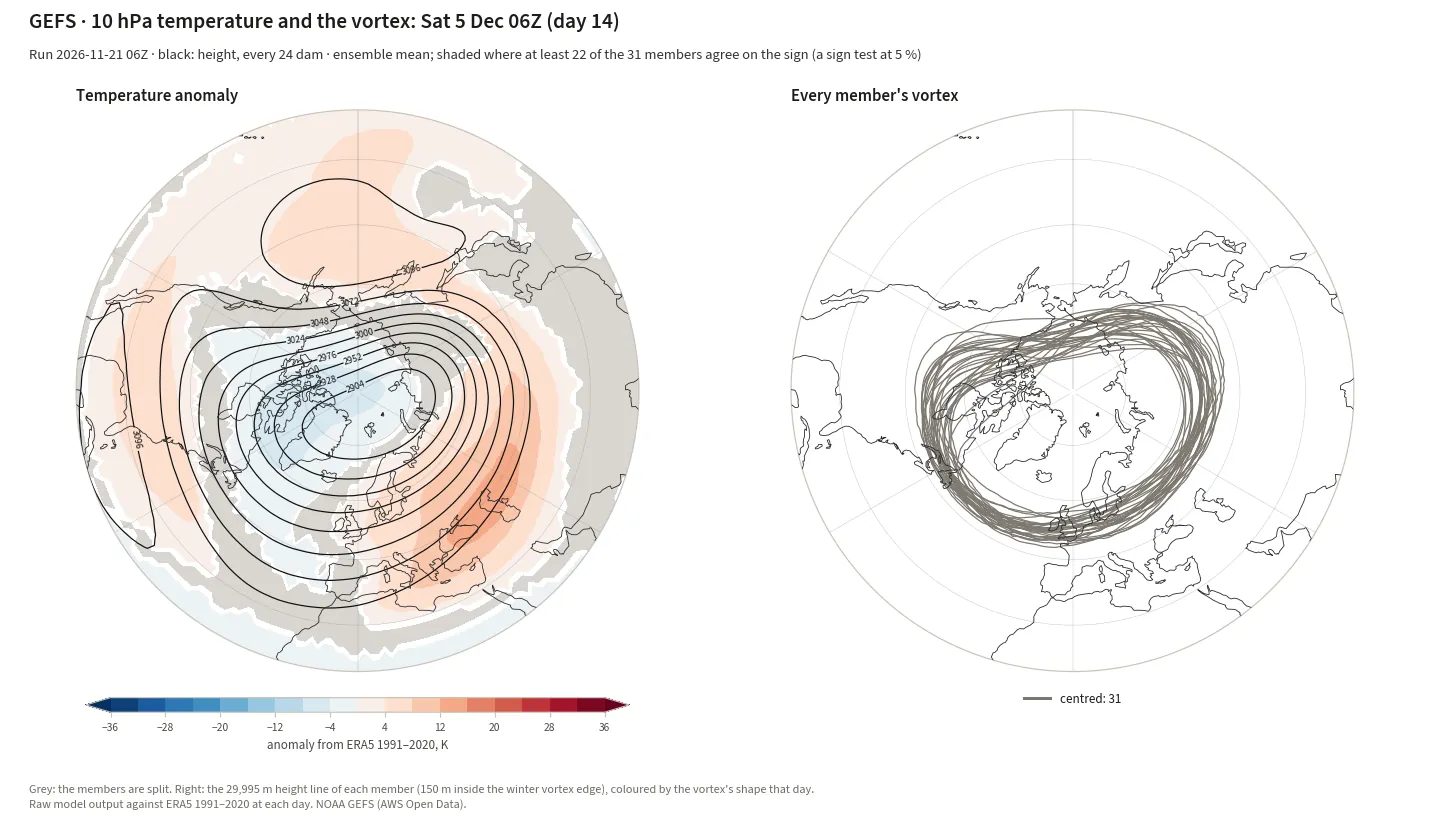 GEFS · 10 hPa temperature and the vortex: Sat 5 Dec 06Z (day 14)
Run 2026-11-21 06Z · black: height, every 24 dam · ensemble mean; shaded where at least 22 of the 31 members agree on the sign (a sign test at 5 %)
Temperature anomaly
Every member's vortex
3096
3072
3048
3000
3024
2976
2952
2928
2904
3096
centred: 31
−36 −28 −20 −12 −4 4 12 20 28 36
anomaly from ERA5 1991–2020, K
Grey: the members are split. Right: the 29,995 m height line of each member (150 m inside the winter vortex edge), coloured by the vortex's shape that day.
Raw model output against ERA5 1991–2020 at each day. NOAA GEFS (AWS Open Data).